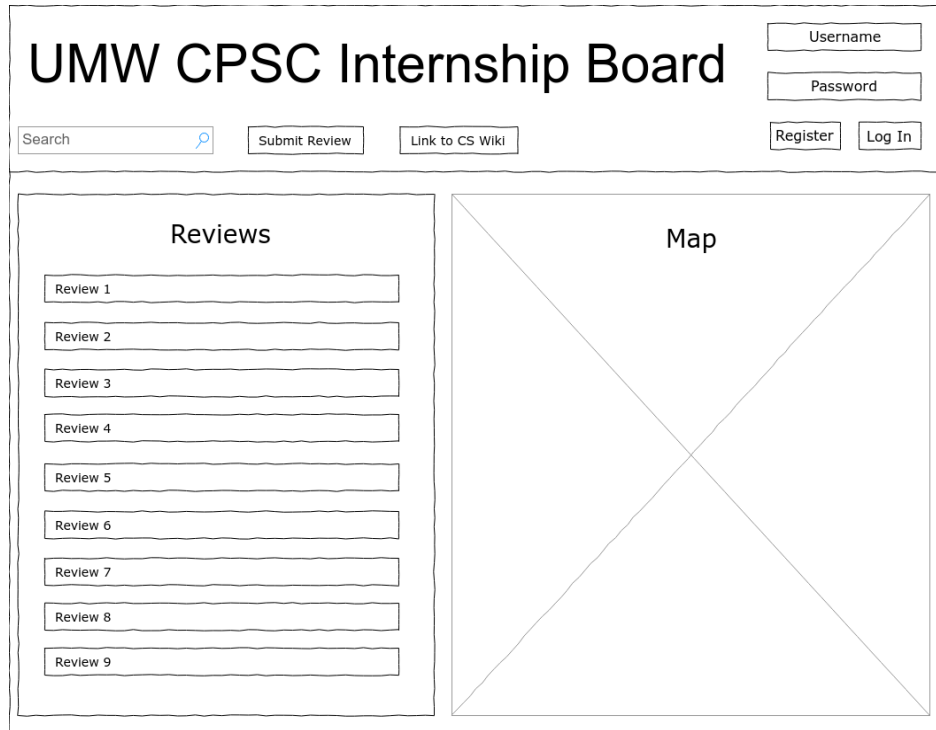 UMW CPSC Internship Board
Username
Password
Search
Submit Review
Link to CS Wiki
Register
Log In
Reviews
Review 1
Review 2
Review 3
Review 4
Review 5
Review 6
Review 7
Review 8
Review 9
Map